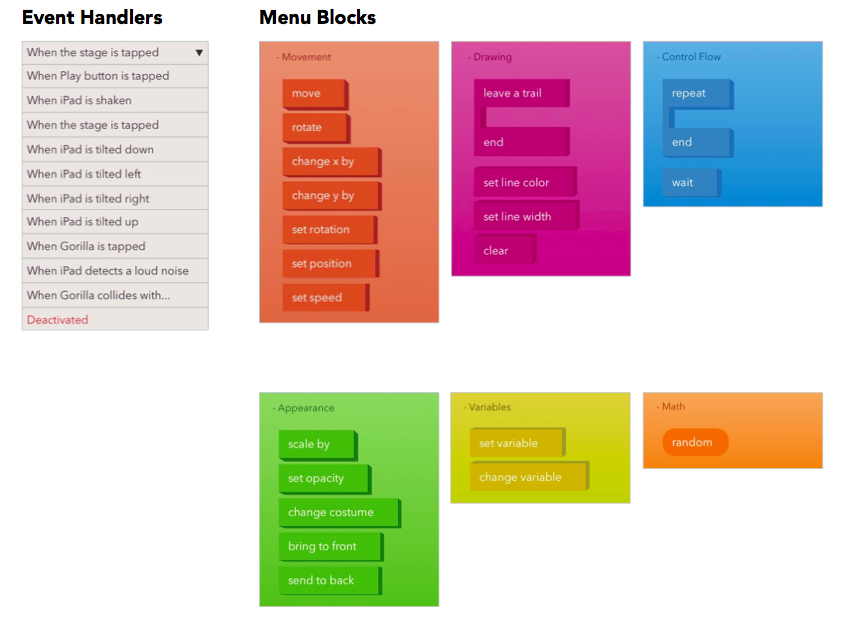 Event Handlers
When the stage is tapped
When Play button is tapped
When iPad is shaken
When the stage is tapped
When iPad is tilted down
When iPad is tilted left
When iPad is tilted right
When iPad is tilted up
When Gorilla is tapped
When iPad detects a loud noise
When Gorilla collides with...
Deactivated
Menu Blocks
- Movement
move
rotate
change x by
change y by
set rotation
set position
set speed
- Drawing
leave a trail
end
set line color
set line width
clear
- Control Flow
repeat
end
wait
- Appearance
scale by
set opacity
change costume
bring to front
send to back
- Variables
set variable
change variable
- Math
random